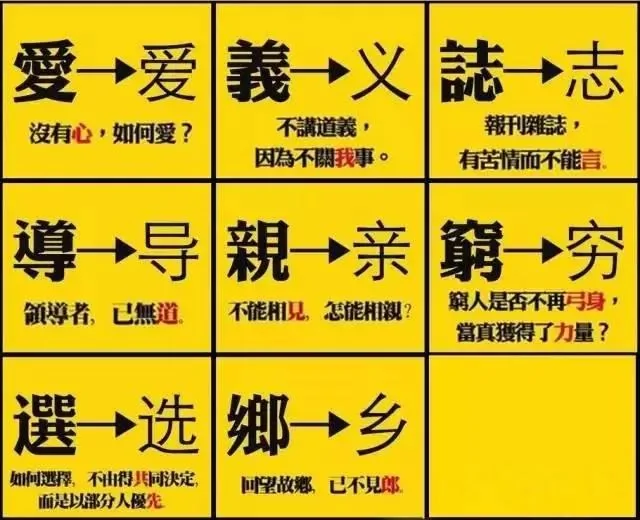 愛→爱
沒有心，如何愛？
義→义
不講道義，
因為不關我事。
誌→志
報刊雜誌，
有苦情而不能言。
導→导
領導者，已無道。
親→亲
不能相見，怎能相親？
窮→穷
窮人是否不再弓身，
當真獲得了力量？
選→选
如何選擇，不由得共同決定，
而是以部分人優先。
鄉→乡
回望故鄉，已不見郎。